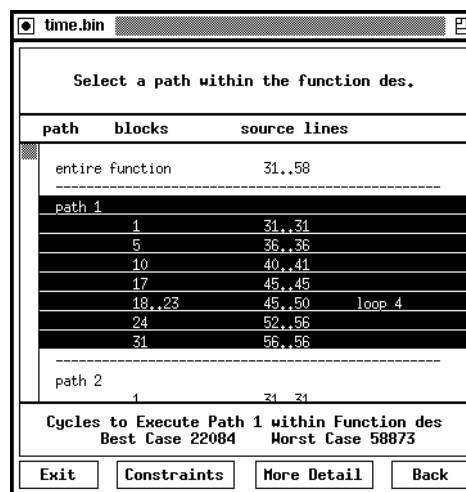 time.bin
Select a path within the function des.
path blocks source lines
entire function 31..58
path 1
1 31..31
5 36..36
10 40..41
17 45..45
18..23 45..50 loop 4
24 52..56
31 56..56
path 2
1 31..31
Cycles to Execute Path 1 within Function des
Best Case 22084 Worst Case 58873
Exit Constraints More Detail Back